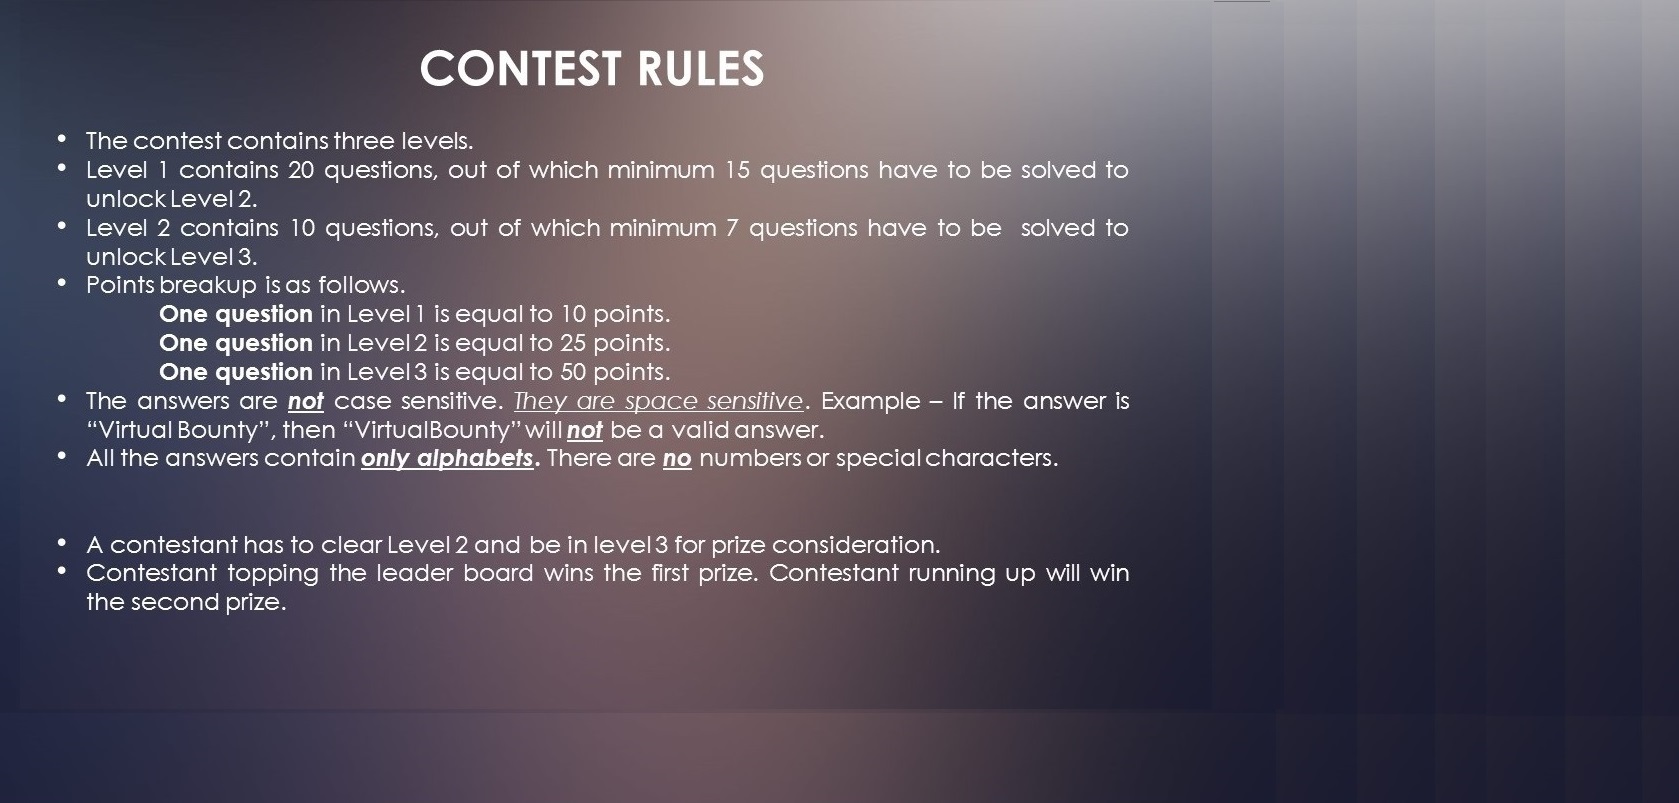 CONTEST RULES
• The contest contains three levels.
• Level 1 contains 20 questions, out of which minimum 15 questions have to be solved to
unlock Level 2.
• Level 2 contains 10 questions, out of which minimum 7 questions have to be solved to
unlock Level 3.
• Points breakup is as follows.
One question in Level 1 is equal to 10 points.
One question in Level 2 is equal to 25 points.
One question in Level 3 is equal to 50 points.
• The answers are not case sensitive. They are space sensitive. Example – If the answer is
“Virtual Bounty”, then “VirtualBounty” will not be a valid answer.
• All the answers contain only alphabets. There are no numbers or special characters.
• A contestant has to clear Level 2 and be in level 3 for prize consideration.
• Contestant topping the leader board wins the first prize. Contestant running up will win
the second prize.